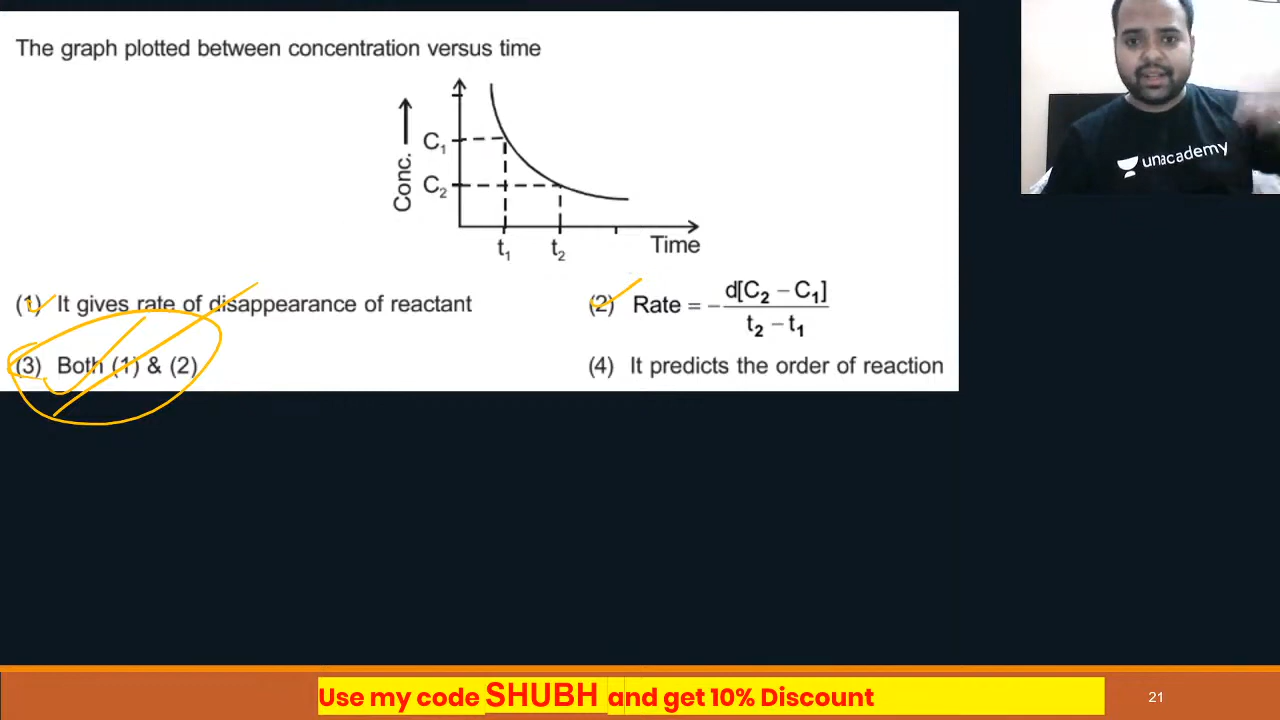 The graph plotted between concentration versus time
Conc.
C1
C2
t1
t2
Time
unacademy
(1) It gives rate of disappearance of reactant
(2) Rate = - d[C2 – C1] / t2 – t1
(3) Both (1) & (2)
(4) It predicts the order of reaction
Use my code SHUBH and get 10% Discount
21